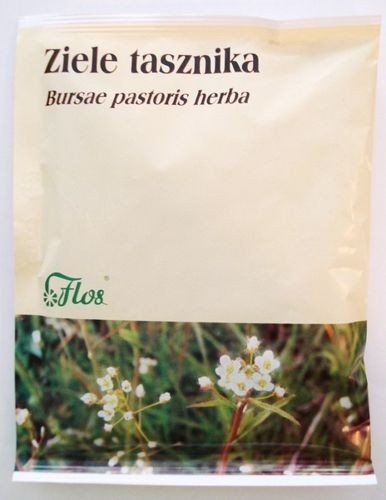 Ziele tasznika
Bursae pastoris herba
Flos ®